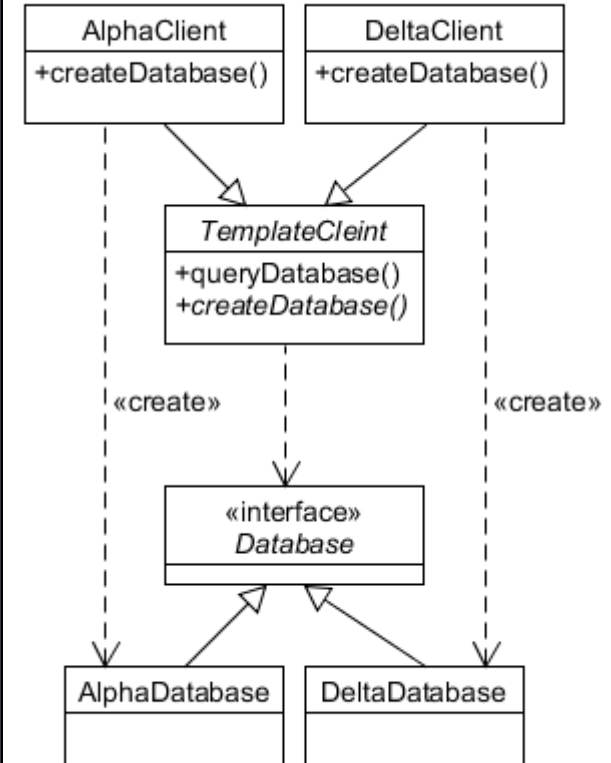 AlphaClient
+createDatabase()
DeltaClient
+createDatabase()
TemplateCleint
+queryDatabase()
+createDatabase()
«create»
«create»
«interface»
Database
AlphaDatabase
DeltaDatabase